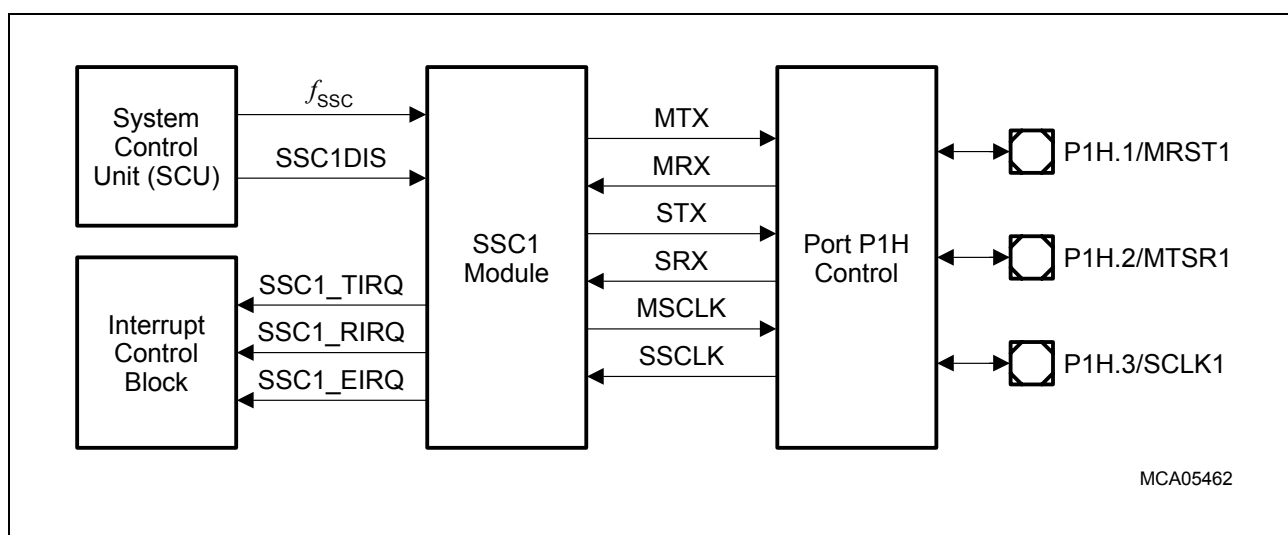 System
Control
Unit (SCU)
fSSC
SSC1DIS
Interrupt
Control
Block
SSC1_TIRQ
SSC1_RIRQ
SSC1_EIRQ
SSC1
Module
MTX
MRX
STX
SRX
MSCLK
SSCLK
Port P1H
Control
P1H.1/MRST1
P1H.2/MTSR1
P1H.3/SCLK1
MCA05462